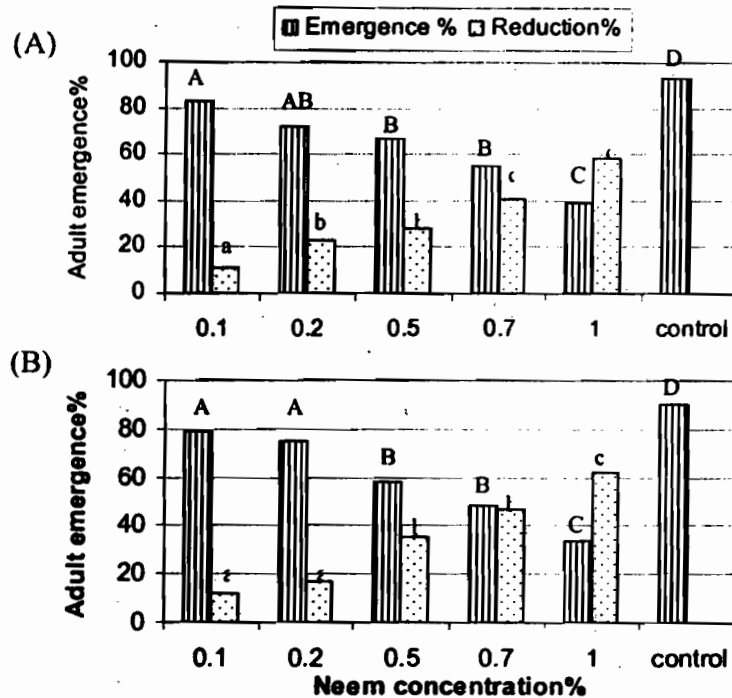 Emergence % Reduction%
(A)
Adult emergence%
100
80
60
40
20
0
A
AB
B
B
C
D
a
b
c
0.1 0.2 0.5 0.7 1 control
(B)
Adult emergence%
100
80
60
40
20
0
A
A
B
B
C
c
D
0.1 0.2 0.5 0.7 1 control
Neem concentration%